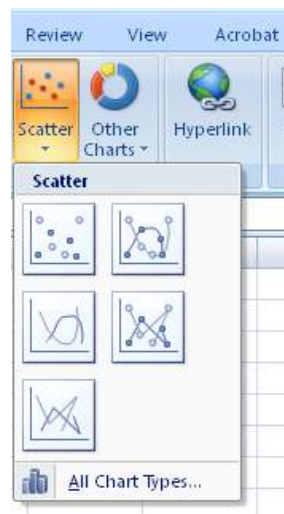 Review View Acrobat
Scatter Other Hyperlink
Charts
Scatter
All Chart Types...